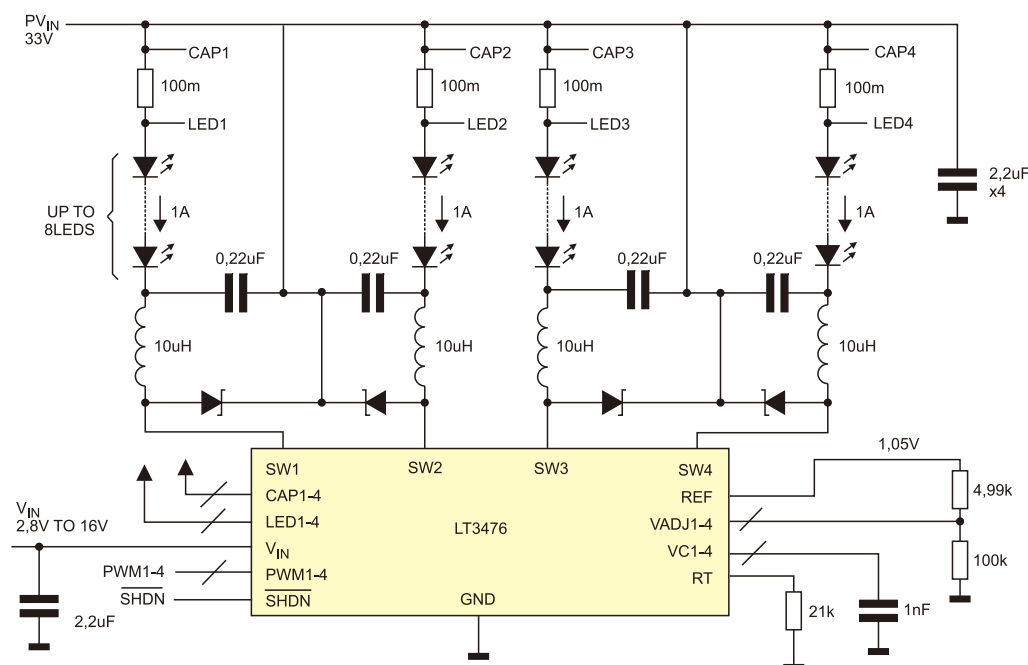 PVIN
33V
CAP1
CAP2
CAP3
CAP4
100m
100m
100m
100m
LED1
LED2
LED3
LED4
2,2uF
x4
UP TO
8LEDS
1A
1A
1A
1A
0,22uF
0,22uF
0,22uF
0,22uF
10uH
10uH
10uH
10uH
SW1
SW2
SW3
SW4
1,05V
CAP1-4
REF
4,99k
VIN
2,8V TO 16V
LED1-4
LT3476
VADJ1-4
VIN
VC1-4
100k
PWM1-4
PWM1-4
RT
SHDN
SHDN
GND
2,2uF
21k
1nF